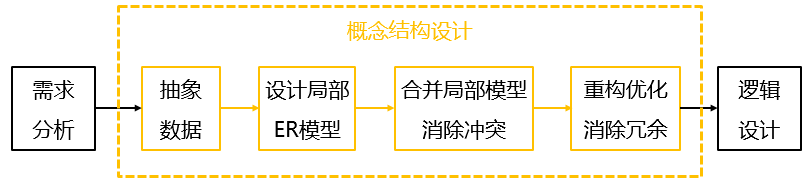 概念结构设计
需求
分析
抽象
数据
设计局部
ER模型
合并局部模型
消除冲突
重构优化
消除冗余
逻辑
设计